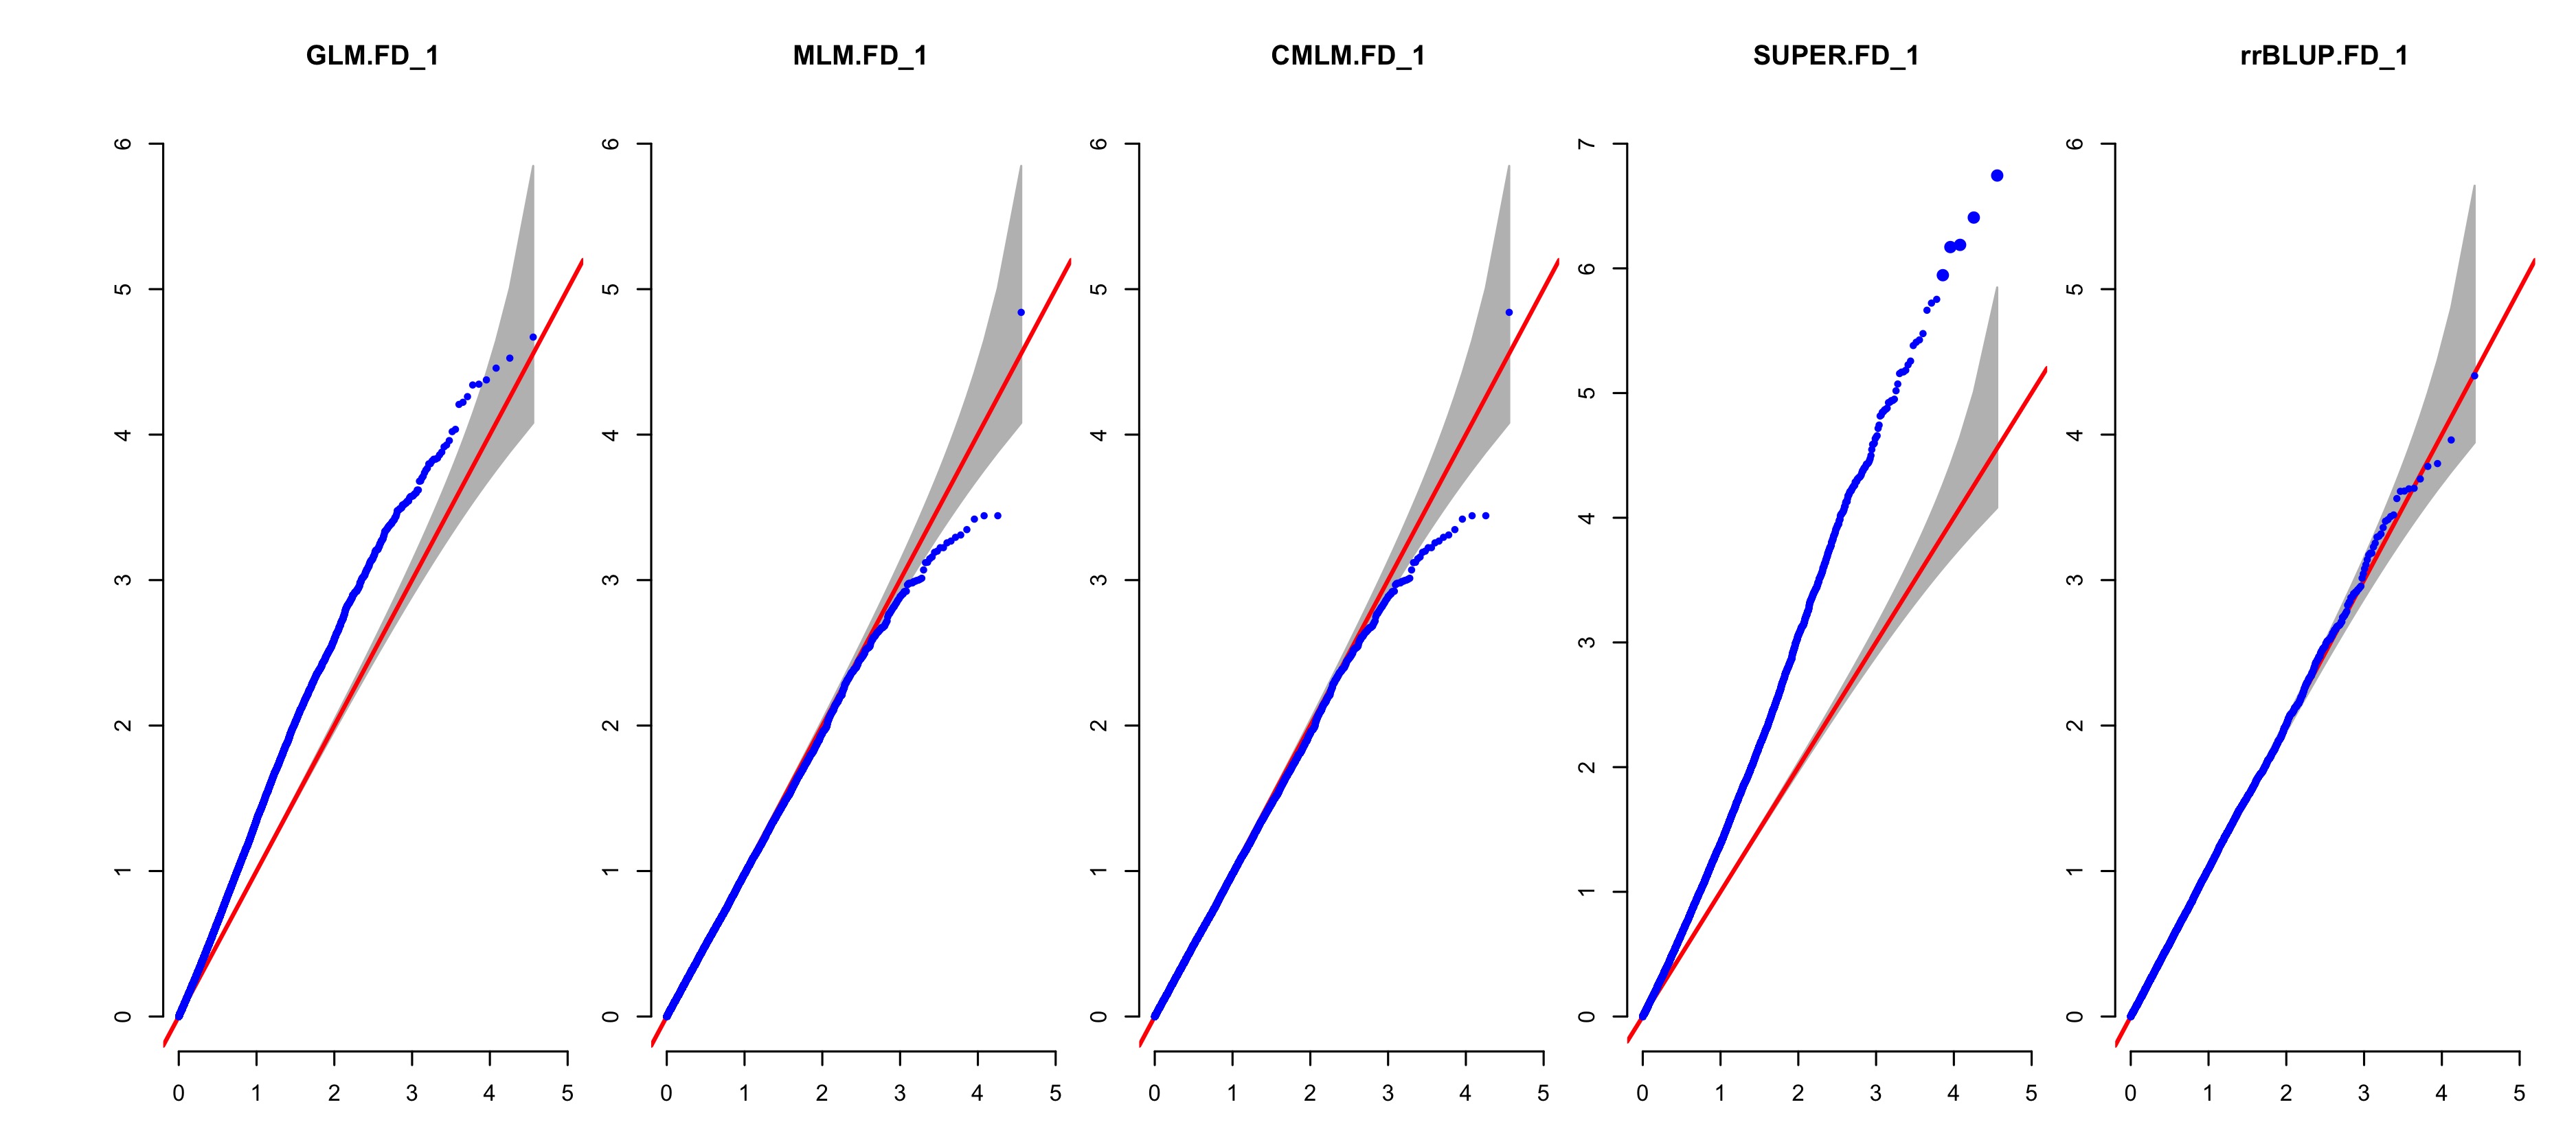 GLM.FD_1 MLM.FD_1 CMLM.FD_1 SUPER.FD_1 rrBLUP.FD_1
6 6 6 7 6
5 5 5 6 5
4 4 4 5 4
3 3 3 4 3
2 2 2 3 2
1 1 1 2 1
0 0 0 1 0
0
0 1 2 3 4 5 0 1 2 3 4 5 0 1 2 3 4 5 0 1 2 3 4 5 0 1 2 3 4 5